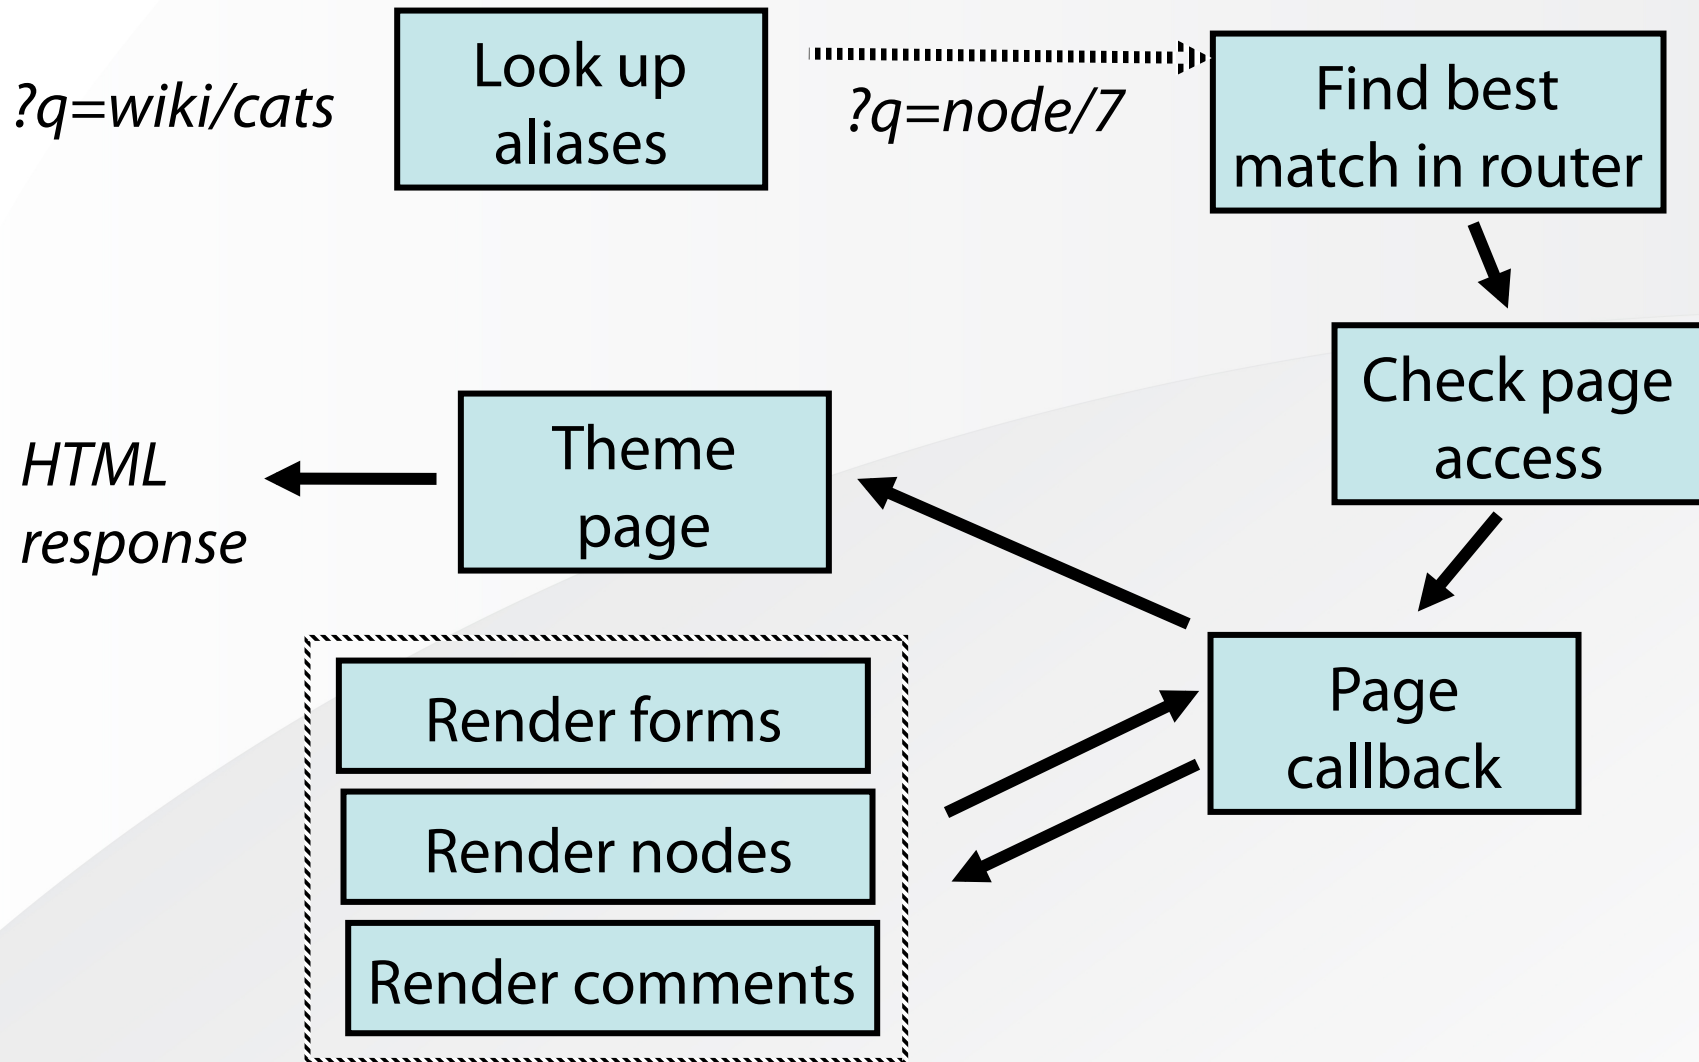 ?q=wiki/cats
Look up
aliases
?q=node/7
Find best
match in router
Check page
access
HTML
response
Theme
page
Page
callback
Render forms
Render nodes
Render comments